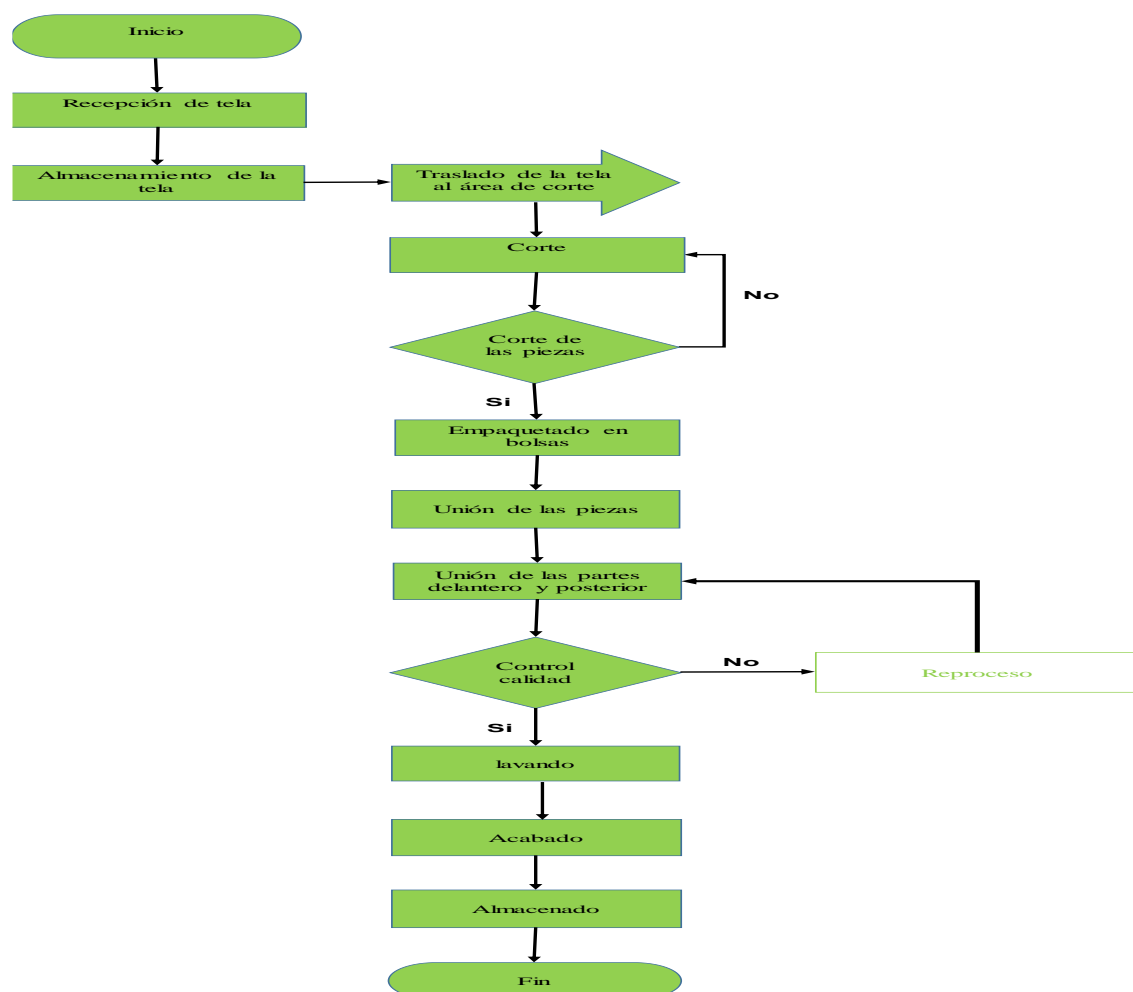 Inicio
Recepción de tela
Almacenamiento de la
tela
Traslado de la tela
al área de corte
Corte
No
Corte de
las piezas
Si
Empaquetado en
bolsas
Unión de las piezas
Unión de las partes
delantero y posterior
Control
calidad
No
Reproceso
Si
lavando
Acabado
Almacenado
Fin